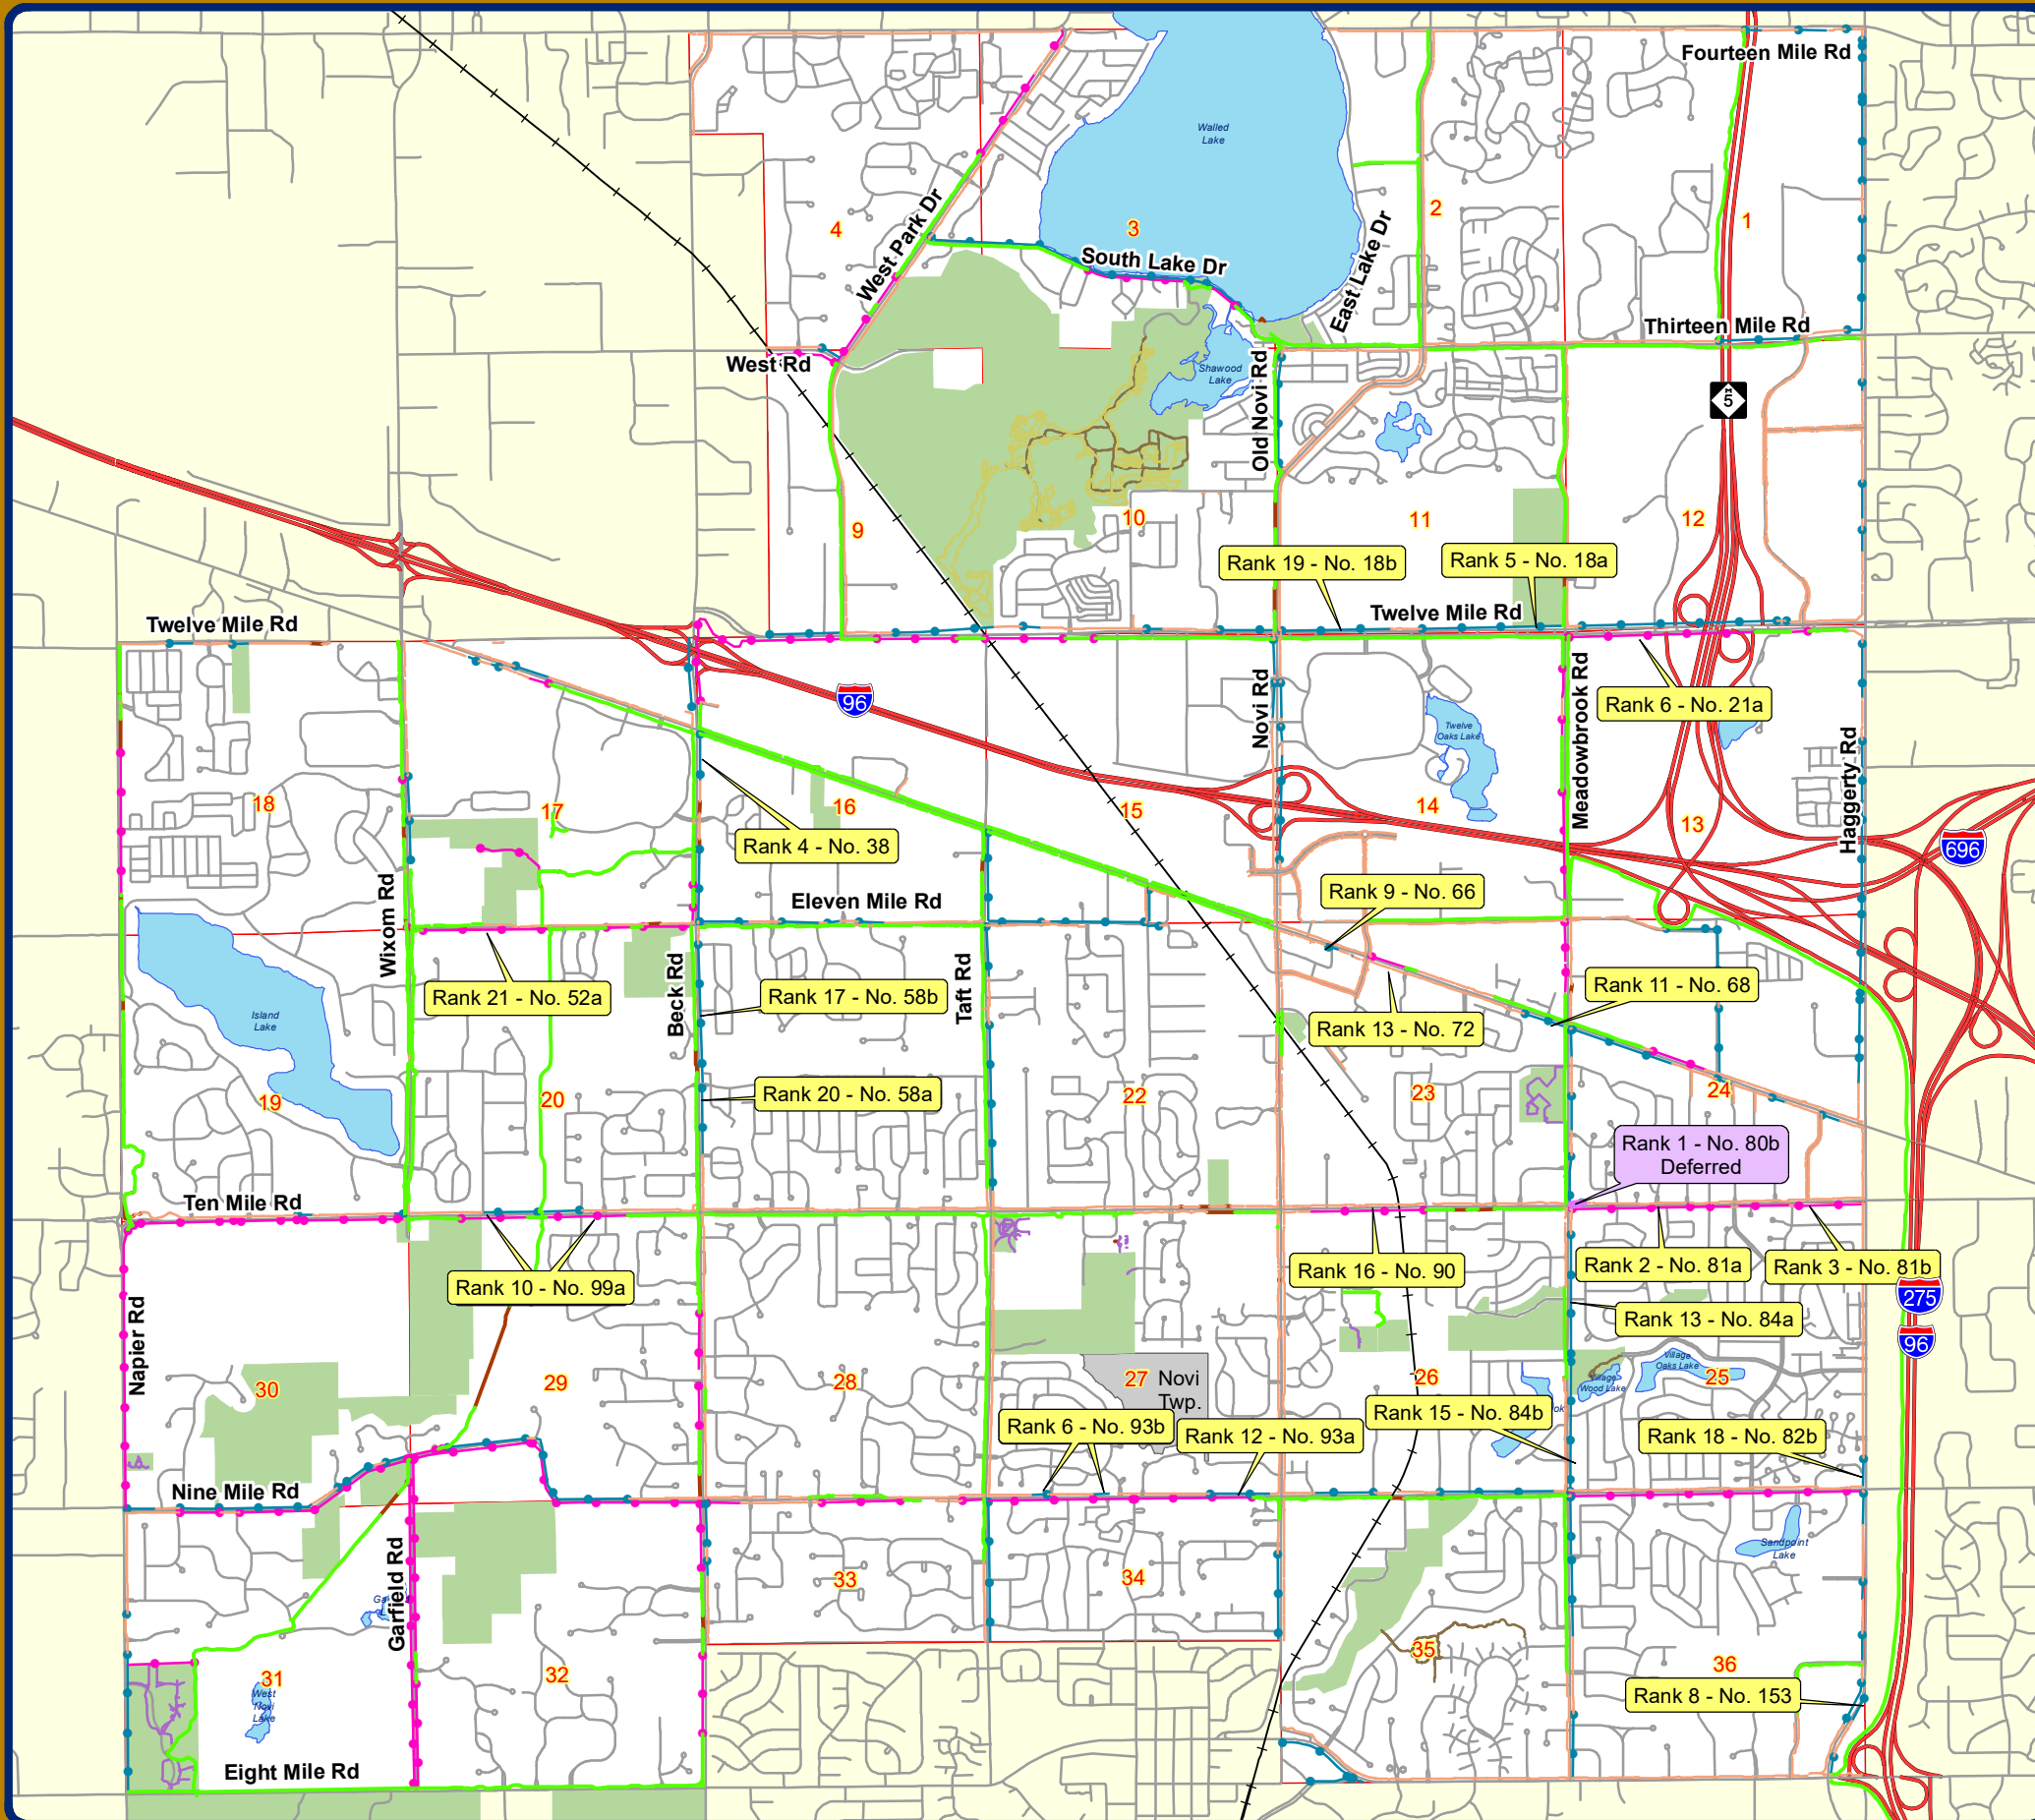 Fourteen Mile Rd
Walled
Lake
2
1
4
3
West Park Dr
South Lake Dr
East Lake Dr
Thirteen Mile Rd
West Rd
Old Novi Rd
Shawood
Lake
M
5
9
10
11
12
Rank 19 - No. 18b
Rank 5 - No. 18a
Twelve Mile Rd
Twelve Mile Rd
Novi Rd
Meadowbrook Rd
96
Rank 6 - No. 21a
Twelve
Oaks Lake
Haggerty Rd
18
17
16
15
14
13
Rank 4 - No. 38
696
Wixom Rd
Eleven Mile Rd
Rank 9 - No. 66
Beck Rd
Taft Rd
Rank 21 - No. 52a
Rank 17 - No. 58b
Rank 11 - No. 68
Island
Lake
Rank 13 - No. 72
19
20
Rank 20 - No. 58a
22
23
24
Rank 1 - No. 80b
Deferred
Ten Mile Rd
Rank 10 - No. 99a
Rank 16 - No. 90
Rank 2 - No. 81a
Rank 3 - No. 81b
275
Napier Rd
Rank 13 - No. 84a
96
30
29
28
27
Novi
Twp.
26
Village
Oaks Lake
25
Village
Wood Lake
ok
Rank 6 - No. 93b
Rank 12 - No. 93a
Rank 15 - No. 84b
Rank 18 - No. 82b
Nine Mile Rd
Garfield Rd
Sandpoint
Lake
33
34
Ga
31
West
Novi
Lake
32
35
36
Rank 8 - No. 153
Eight Mile Rd